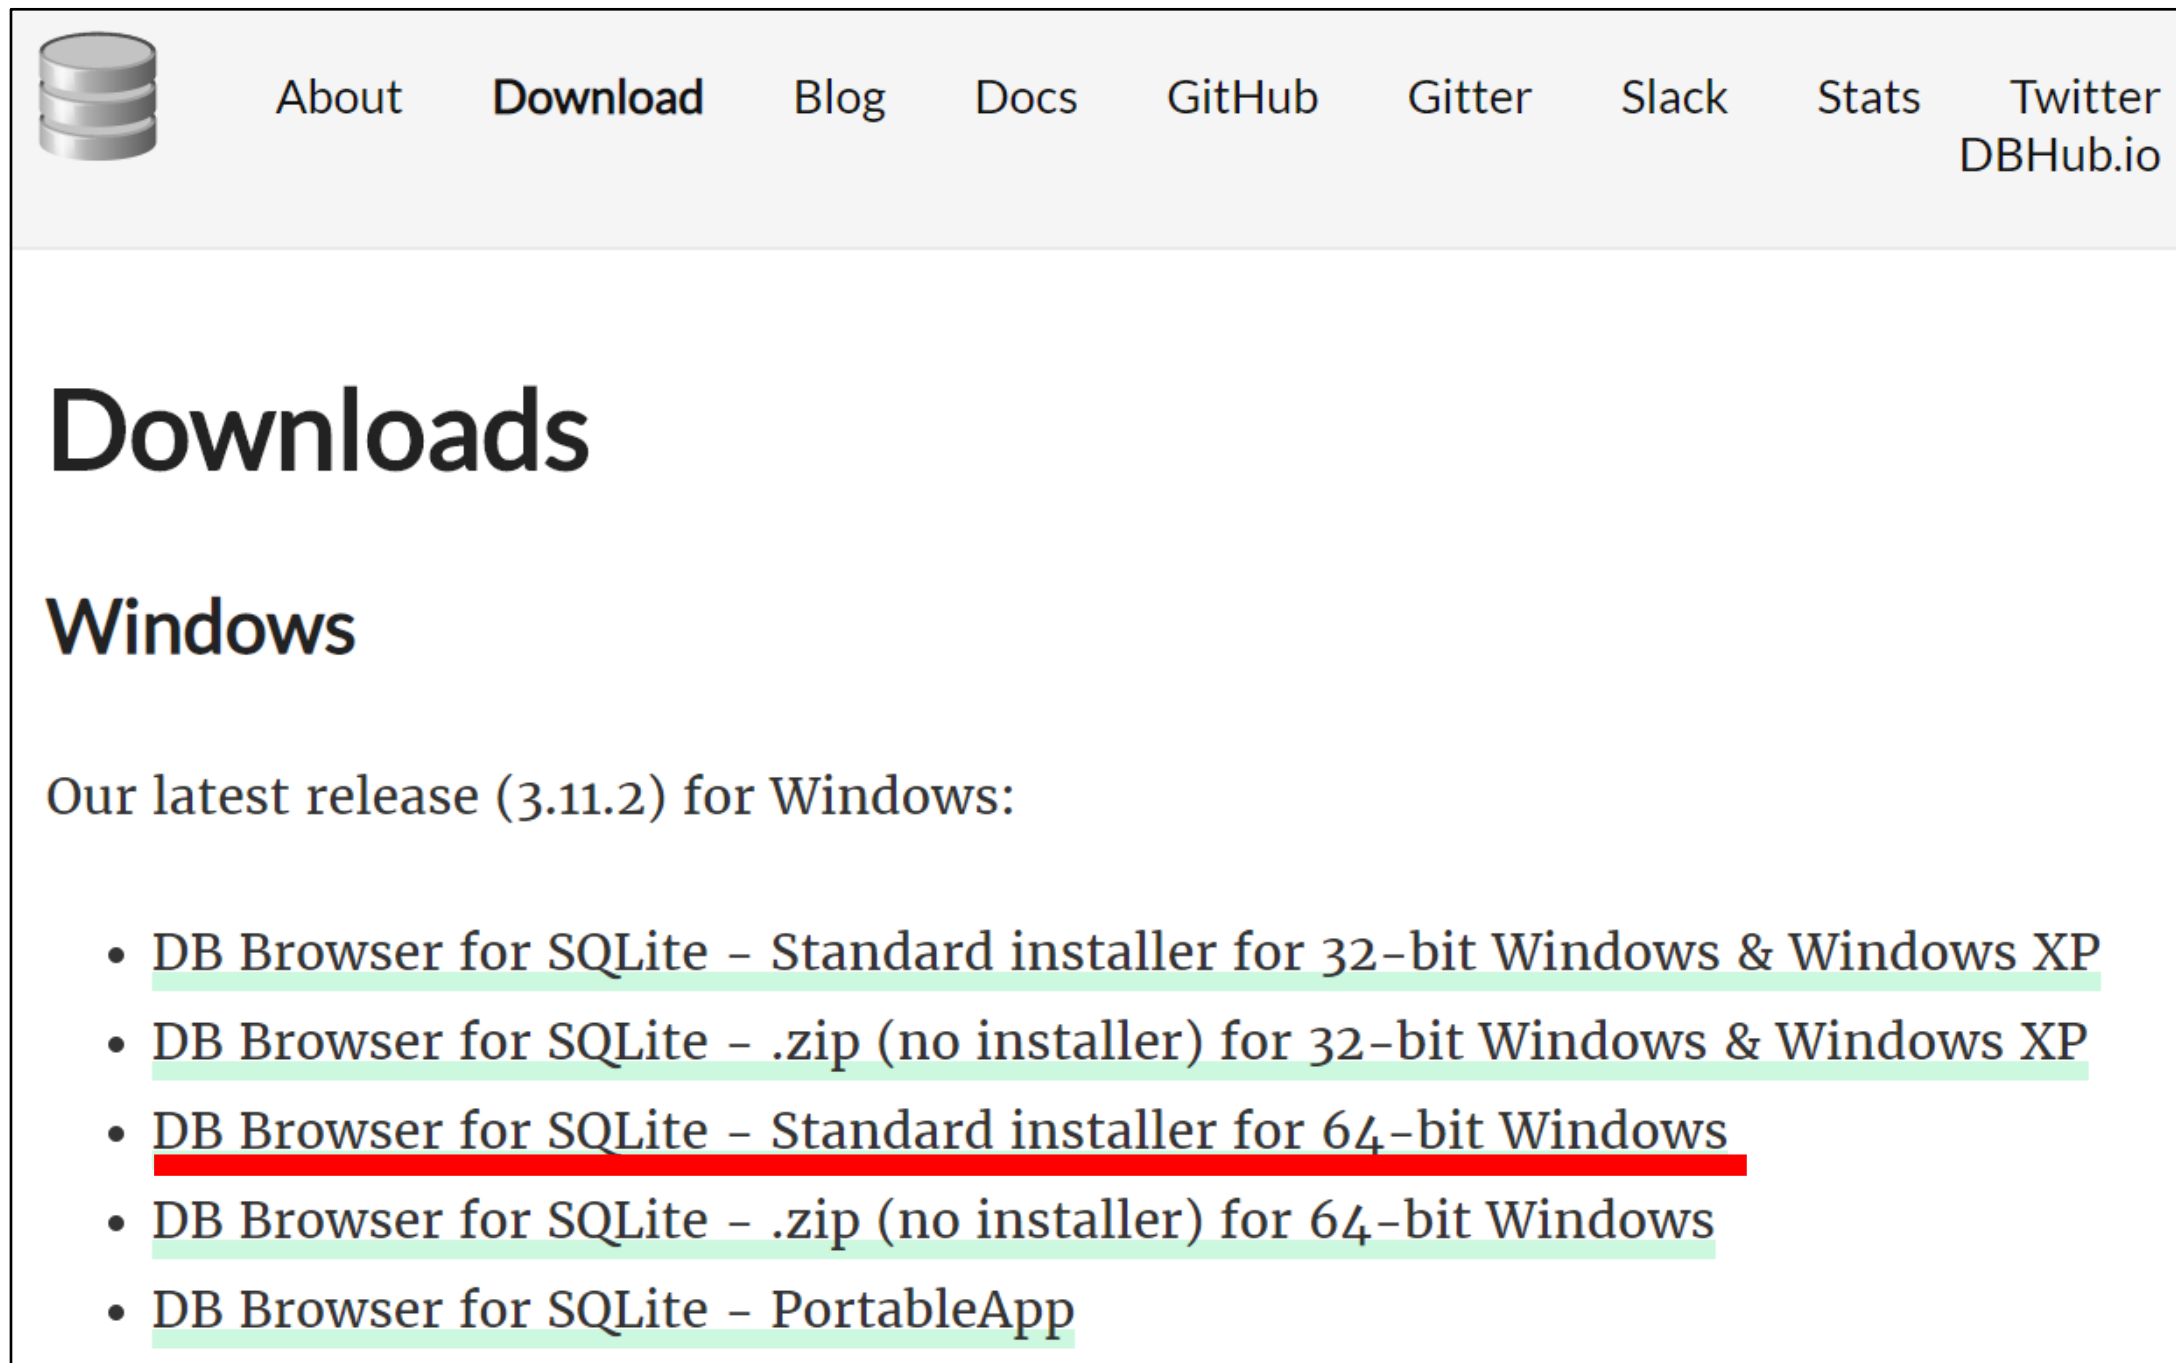 About Download Blog Docs GitHub Gitter Slack Stats Twitter
DBHub.io
Downloads
Windows
Our latest release (3.11.2) for Windows:
• DB Browser for SQLite - Standard installer for 32-bit Windows & Windows XP
• DB Browser for SQLite - .zip (no installer) for 32-bit Windows & Windows XP
• DB Browser for SQLite - Standard installer for 64-bit Windows
• DB Browser for SQLite - .zip (no installer) for 64-bit Windows
• DB Browser for SQLite - PortableApp